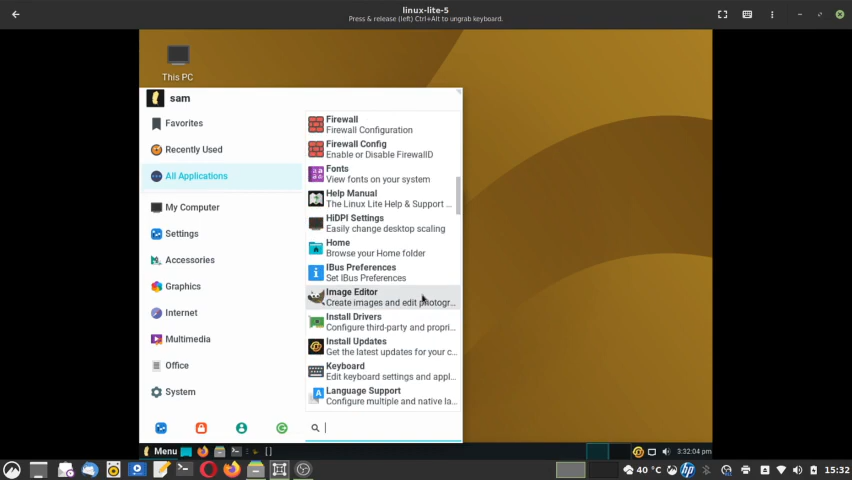 linux-lite-5
Press & release (left) Ctrl+Alt to ungrab keyboard.
This PC
sam
Favorites
Recently Used
All Applications
My Computer
Settings
Accessories
Graphics
Internet
Multimedia
Office
System
Firewall
Firewall Configuration
Firewall Config
Enable or Disable FirewallD
Fonts
View fonts on your system
Help Manual
The Linux Lite Help & Support ...
HiDPI Settings
Easily change desktop scaling
Home
Browse your Home folder
IBus Preferences
Set IBus Preferences
Image Editor
Create images and edit photogr...
Install Drivers
Configure third-party and propri...
Install Updates
Get the latest updates for your c...
Keyboard
Edit keyboard settings and appl...
Language Support
Configure multiple and native la...
Menu
3:32:04 pm
40 °C
hp
15:32